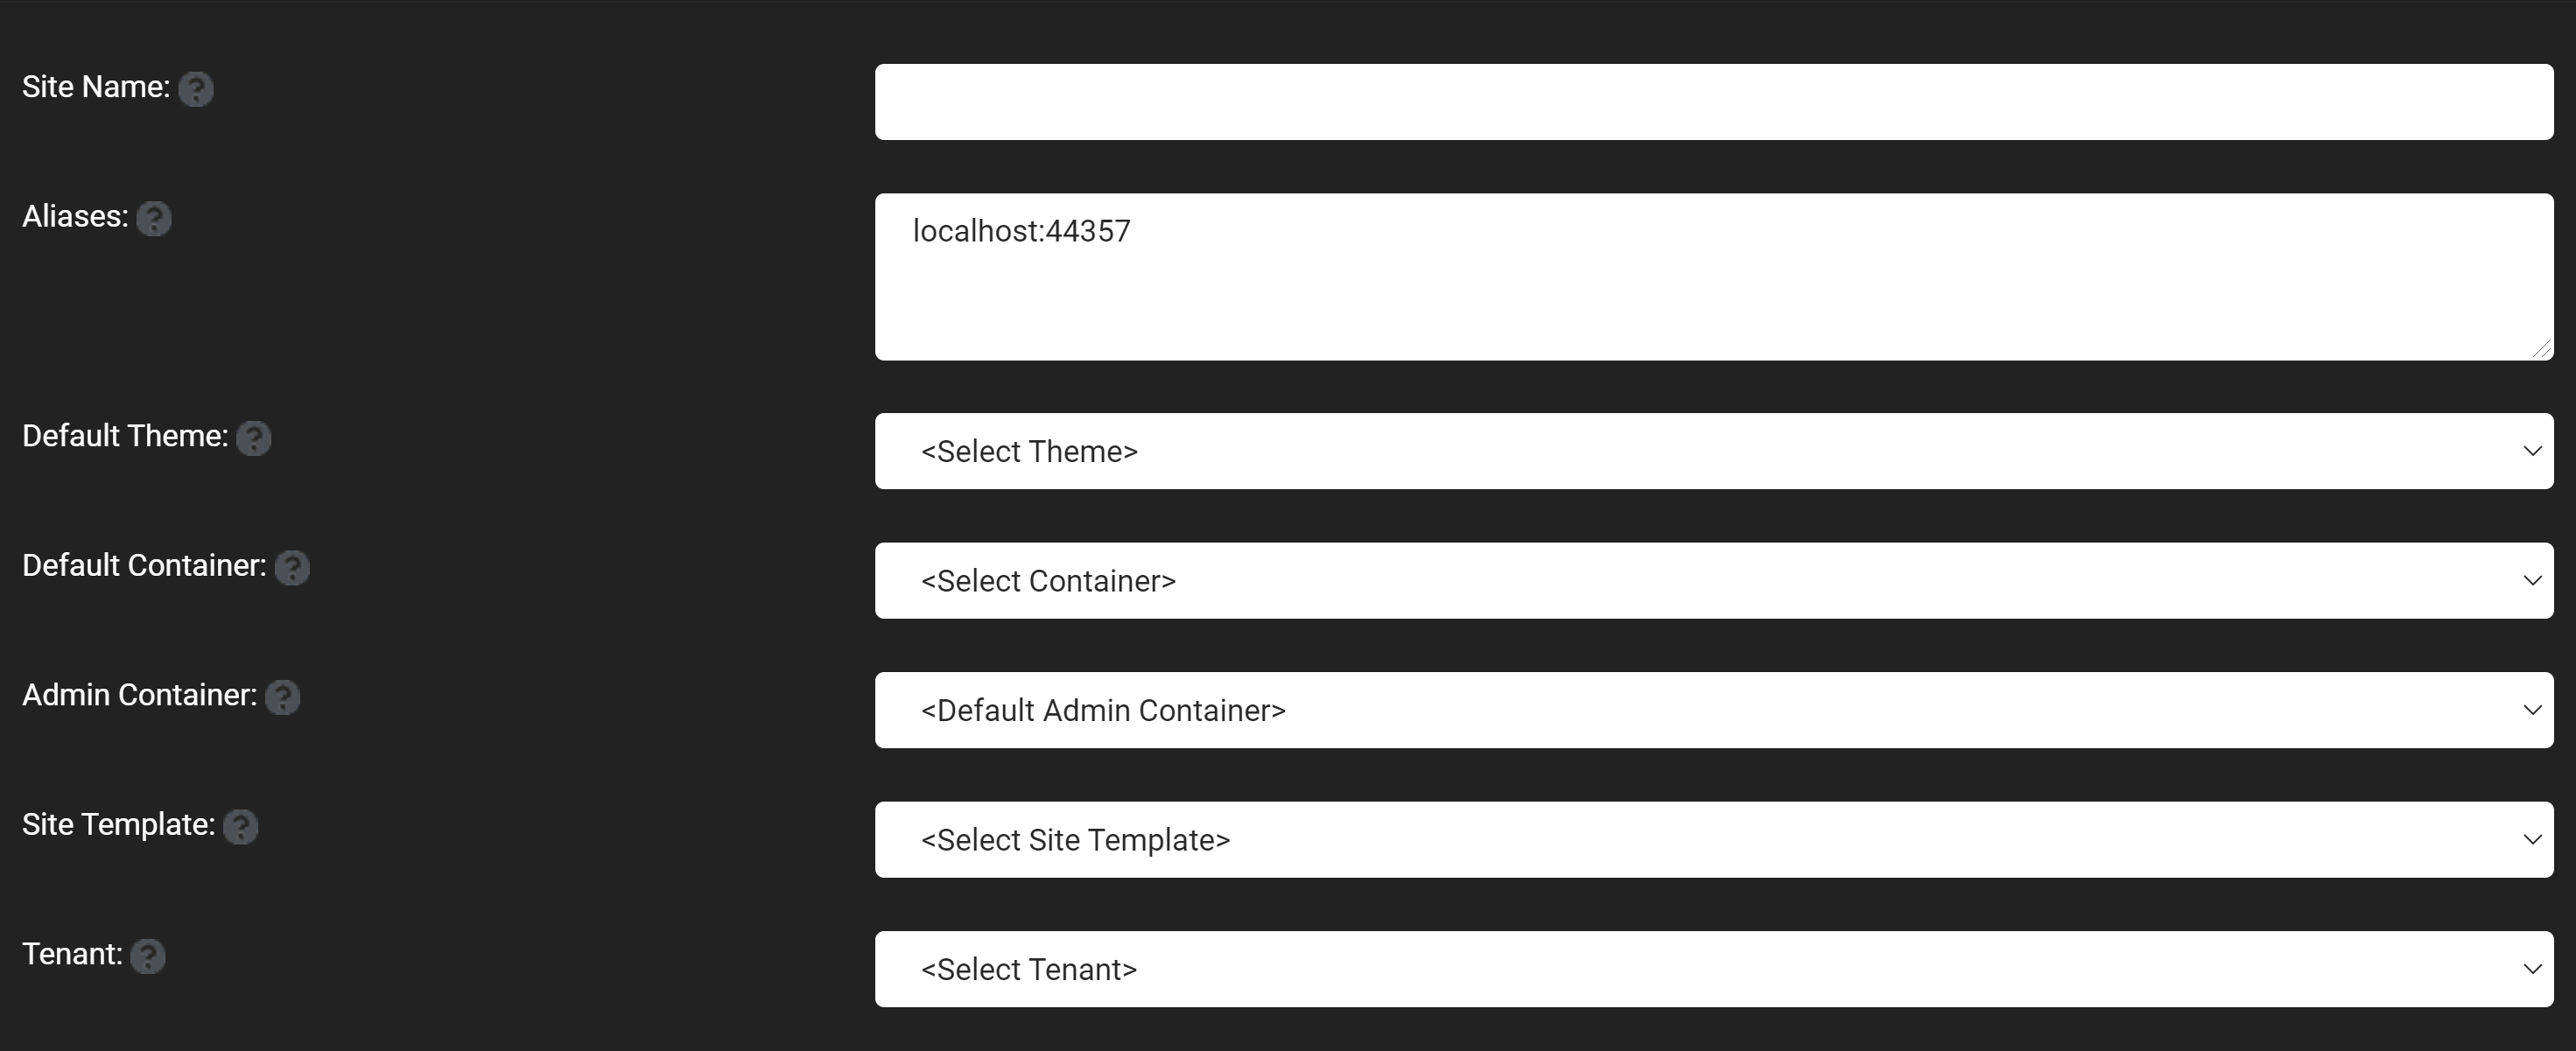 Site Name: ?
Aliases: ?
localhost:44357
Default Theme: ?
<Select Theme>
Default Container: ?
<Select Container>
Admin Container: ?
<Default Admin Container>
Site Template: ?
<Select Site Template>
Tenant: ?
<Select Tenant>